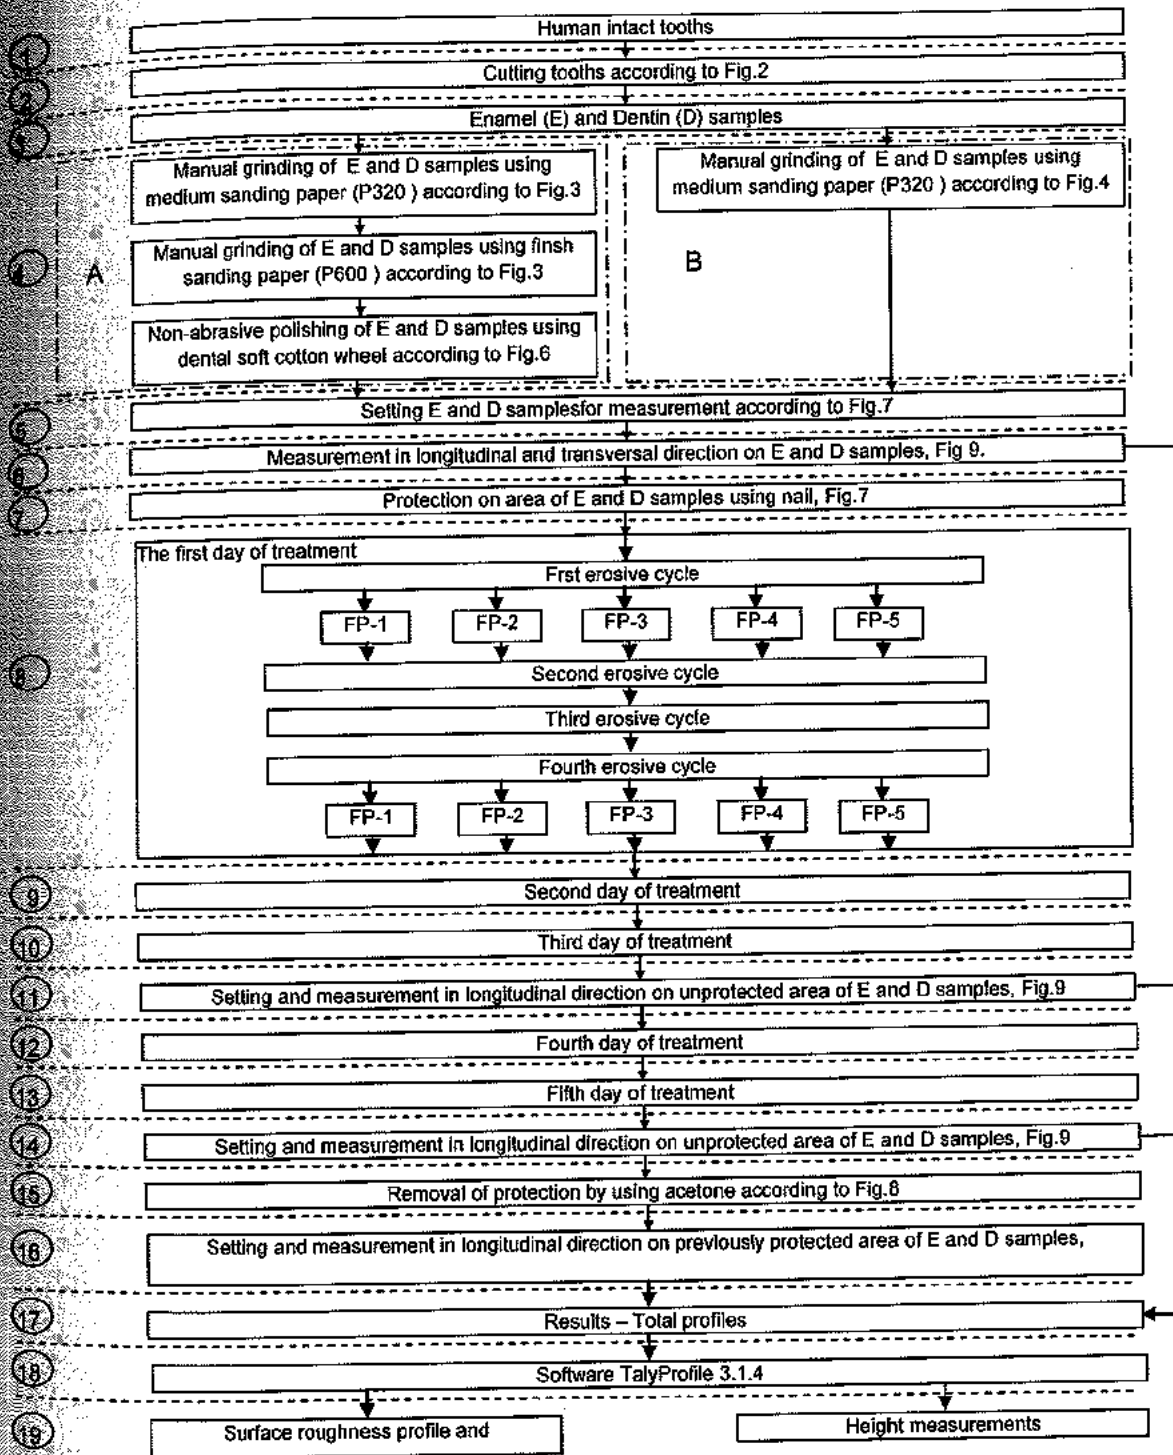 Human intact tooths
1
Cutting tooths according to Fig.2
2
Enamel (E) and Dentin (D) samples
3
Manual grinding of E and D samples using
medium sanding paper (P320 ) according to Fig.3
Manual grinding of E and D samples using
medium sanding paper (P320 ) according to Fig.4
4
A
Manual grinding of E and D samples using finsh
sanding paper (P600 ) according to Fig.3
B
Non-abrasive polishing of E and D samples using
dental soft cotton wheel according to Fig.6
Setting E and D samplesfor measurement according to Fig.7
5
Measurement in longitudinal and transversal direction on E and D samples, Fig 9.
6
Protection on area of E and D samples using nail, Fig.7
7
The first day of treatment
Frst erosive cycle
FP-1 FP-2 FP-3 FP-4 FP-5
8
Second erosive cycle
Third erosive cycle
Fourth erosive cycle
FP-1 FP-2 FP-3 FP-4 FP-5
9
Second day of treatment
10
Third day of treatment
11
Setting and measurement in longitudinal direction on unprotected area of E and D samples, Fig.9
12
Fourth day of treatment
13
Fifth day of treatment
14
Setting and measurement in longitudinal direction on unprotected area of E and D samples, Fig.9
15
Removal of protection by using acetone according to Fig.8
16
Setting and measurement in longitudinal direction on previously protected area of E and D samples,
17
Results – Total profiles
18
Software TalyProfile 3.1.4
19
Surface roughness profile and
Height measurements